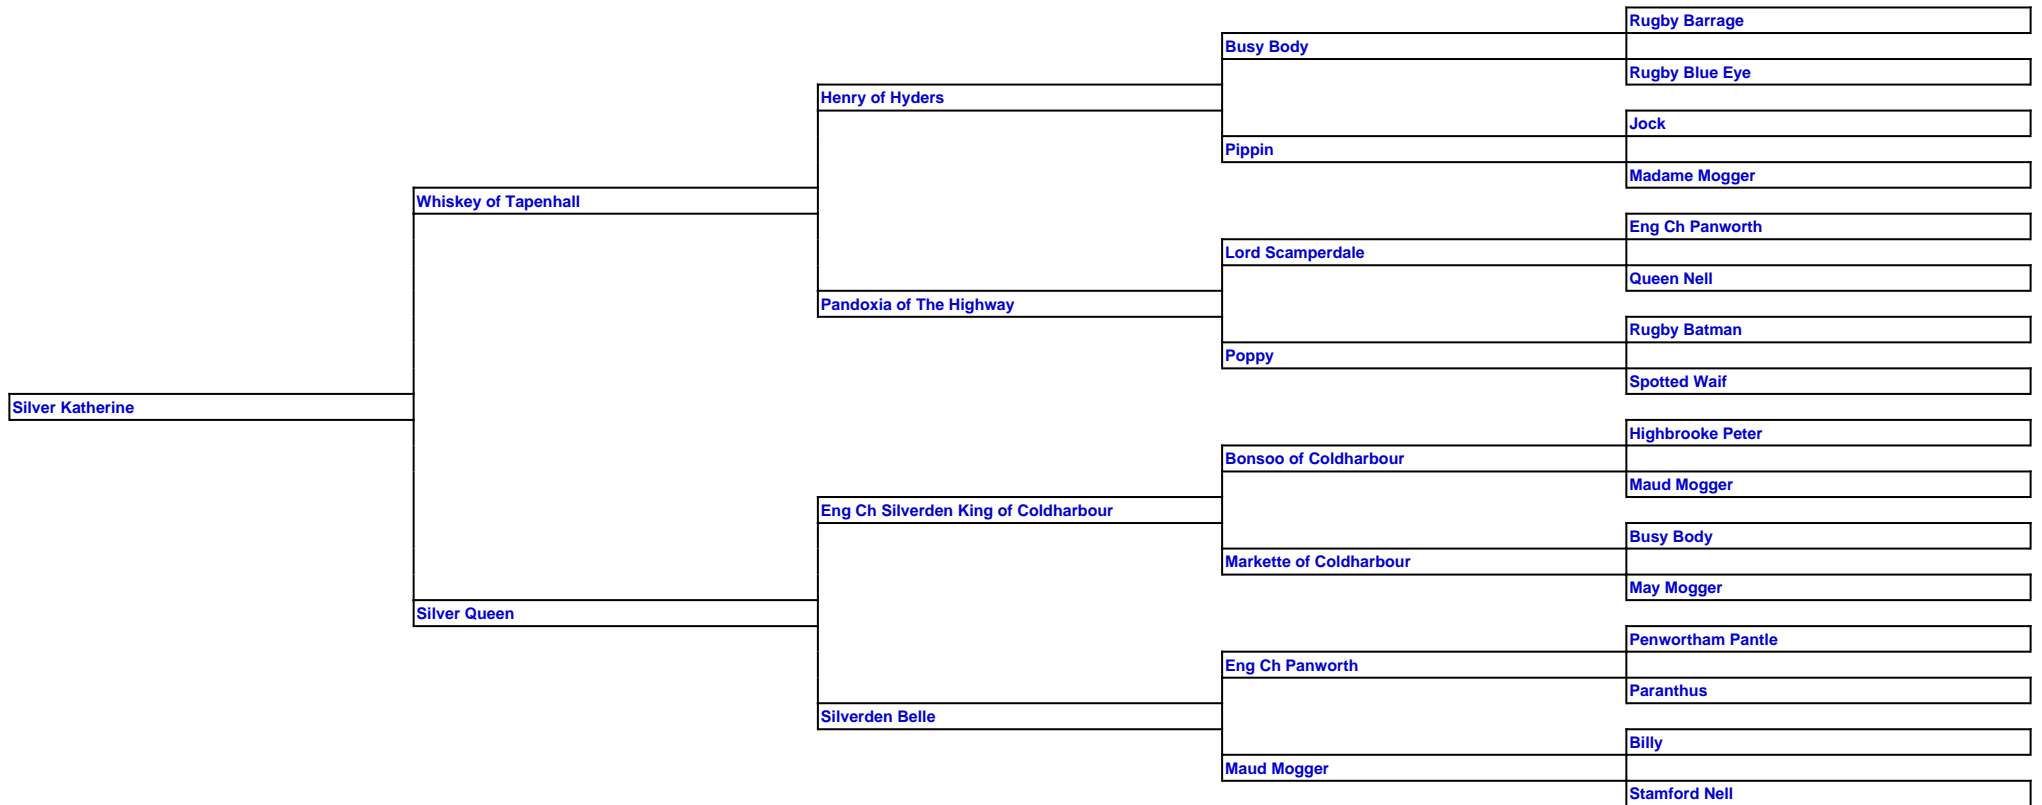 Rugby Barrage
Busy Body
Rugby Blue Eye
Henry of Hyders
Jock
Pippin
Madame Mogger
Whiskey of Tapenhall
Eng Ch Panworth
Lord Scamperdale
Queen Nell
Pandoxia of The Highway
Rugby Batman
Poppy
Spotted Waif
Silver Katherine
Highbrooke Peter
Bonsoo of Coldharbour
Maud Mogger
Eng Ch Silverden King of Coldharbour
Busy Body
Markette of Coldharbour
May Mogger
Silver Queen
Penwortham Pantle
Eng Ch Panworth
Paranthus
Silverden Belle
Billy
Maud Mogger
Stamford Nell